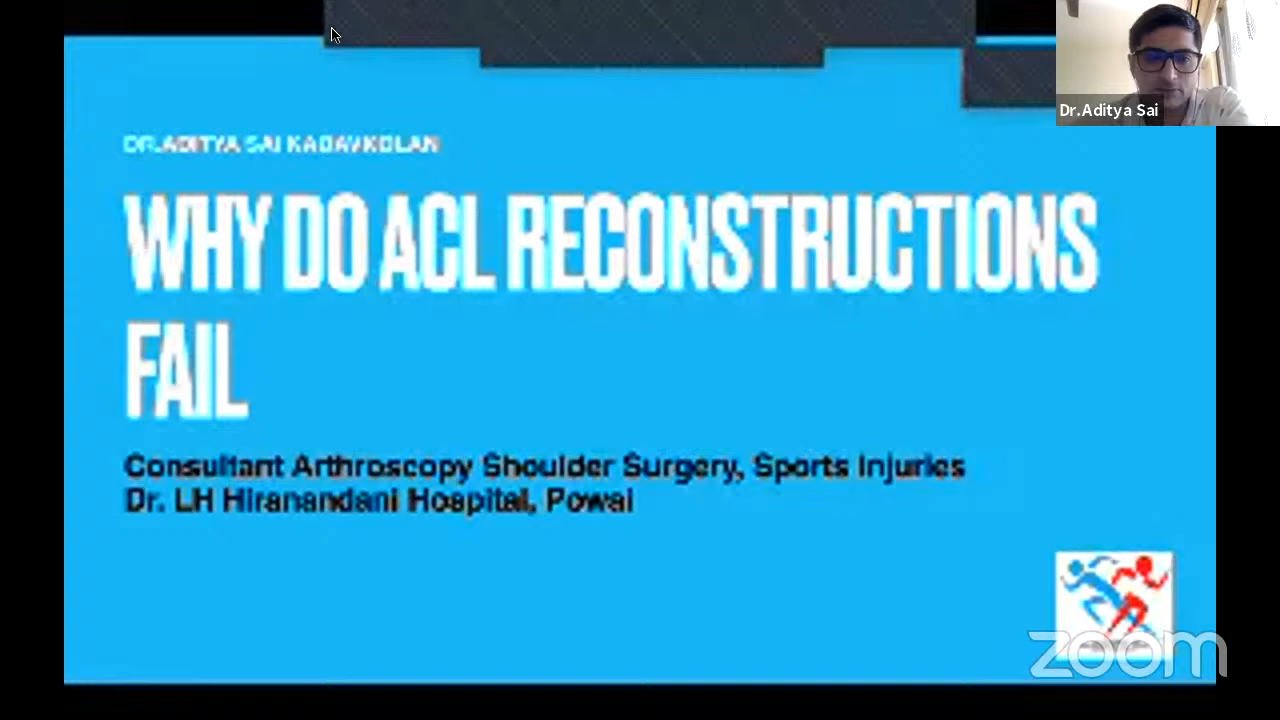 DR.ADITYA SAI KADAVKOLAN
WHY DO ACL RECONSTRUCTIONS
FAIL
Consultant Arthroscopy Shoulder Surgery, Sports Injuries
Dr. LH Hiranandani Hospital, Powai
Dr.Aditya Sai
zoom